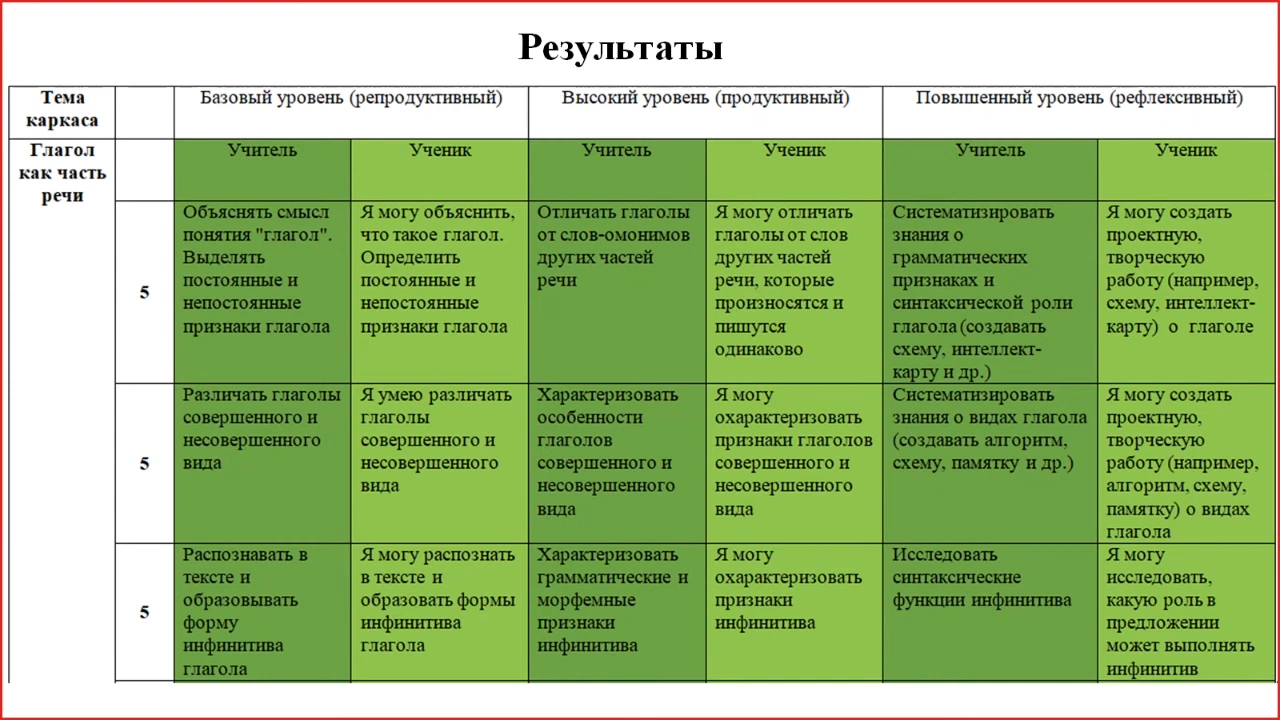 Результаты
Тема
каркаса
Базовый уровень (репродуктивный)
Высокий уровень (продуктивный)
Повышенный уровень (рефлексивный)
Глагол
как часть
речи
Учитель
Ученик
Учитель
Ученик
Учитель
Ученик
5
Объяснять смысл
понятия "глагол".
Выделять
постоянные и
непостоянные
признаки глагола
Я могу объяснить,
что такое глагол.
Определить
постоянные и
непостоянные
признаки глагола
Отличать глаголы
от слов-омонимов
других частей
речи
Я могу отличать
глаголы от слов
других частей
речи, которые
произносятся и
пишутся
одинаково
Систематизировать
знания о
грамматических
признаках и
синтаксической роли
глагола (создавать
схему, интеллект-
карту и др.)
Я могу создать
проектную,
творческую
работу (например,
схему, интеллект-
карту) о глаголе
5
Различать глаголы
совершенного и
несовершенного
вида
Я умею различать
глаголы
совершенного и
несовершенного
вида
Характеризовать
особенности
глаголов
совершенного и
несовершенного
вида
Я могу
охарактеризовать
признаки глаголов
совершенного и
несовершенного
вида
Систематизировать
знания о видах глагола
(создавать алгоритм,
схему, памятку и др.)
Я могу создать
проектную,
творческую
работу (например,
алгоритм, схему,
памятку) о видах
глагола
5
Распознавать в
тексте и
образовывать
форму
инфинитива
глагола
Я могу распознать
в тексте и
образовать формы
инфинитива
глагола
Характеризовать
грамматические и
морфемные
признаки
инфинитива
Я могу
охарактеризовать
признаки
инфинитива
Исследовать
синтаксические
функции инфинитива
Я могу
исследовать,
какую роль в
предложении
может выполнять
инфинитив